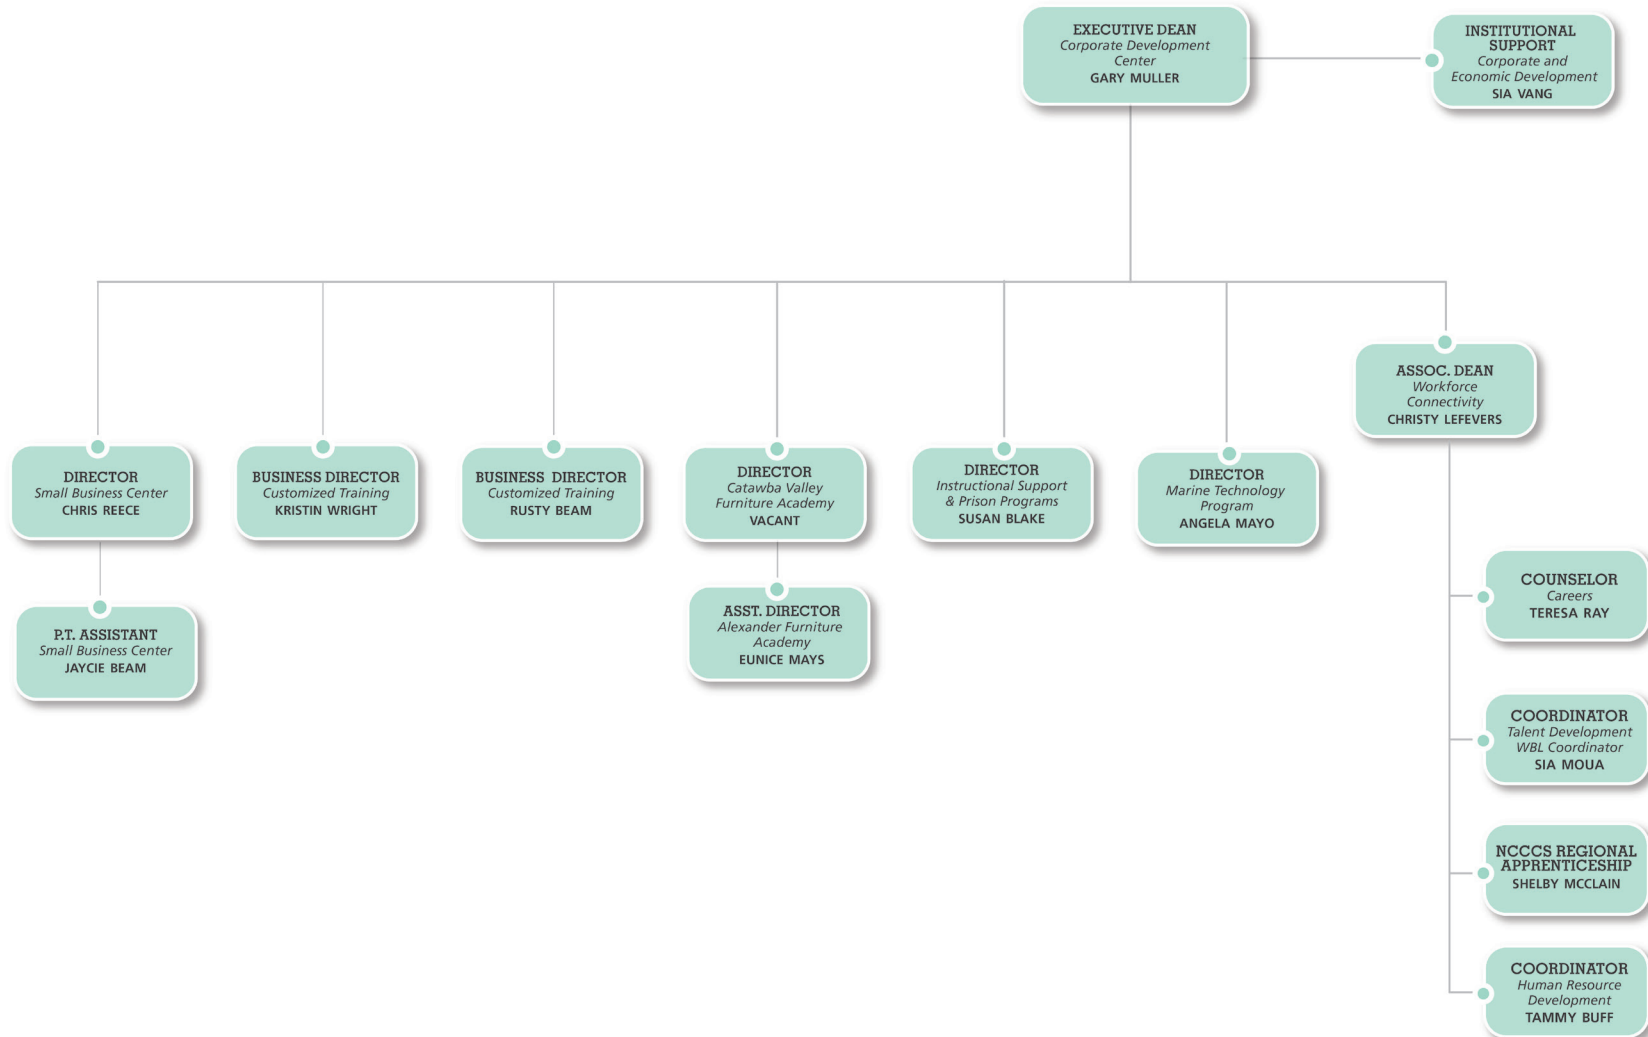 EXECUTIVE DEAN
Corporate Development
Center
GARY MULLER
INSTITUTIONAL
SUPPORT
Corporate and
Economic Development
SIA VANG
ASSOC. DEAN
Workforce
Connectivity
CHRISTY LEFEVERS
DIRECTOR
Small Business Center
CHRIS REECE
BUSINESS DIRECTOR
Customized Training
KRISTIN WRIGHT
BUSINESS DIRECTOR
Customized Training
RUSTY BEAM
DIRECTOR
Catawba Valley
Furniture Academy
VACANT
DIRECTOR
Instructional Support
& Prison Programs
SUSAN BLAKE
DIRECTOR
Marine Technology
Program
ANGELA MAYO
P.T. ASSISTANT
Small Business Center
JAYCIE BEAM
ASST. DIRECTOR
Alexander Furniture
Academy
EUNICE MAYS
COUNSELOR
Careers
TERESA RAY
COORDINATOR
Talent Development
WBL Coordinator
SIA MOUA
NCCCS REGIONAL
APPRENTICESHIP
SHELBY MCCLAIN
COORDINATOR
Human Resource
Development
TAMMY BUFF